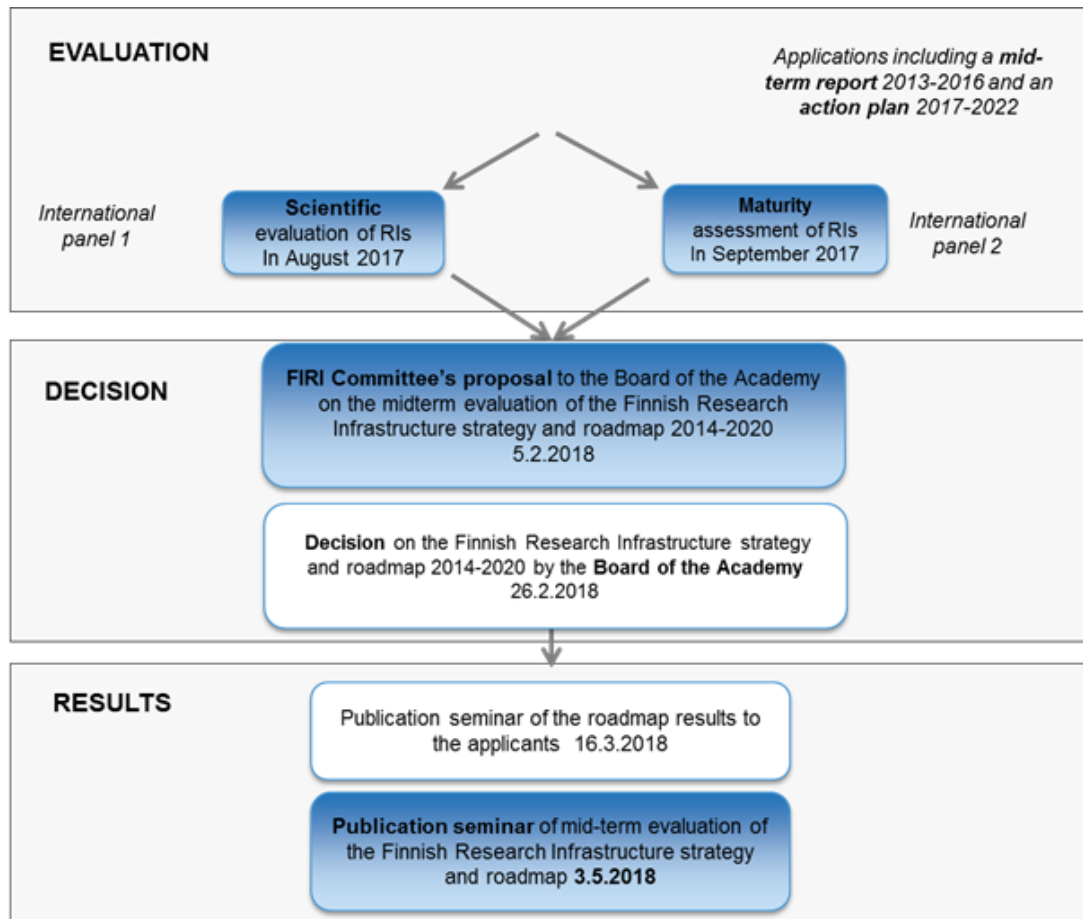 EVALUATION
Applications including a mid-
term report 2013-2016 and an
action plan 2017-2022
International
panel 1
Scientific
evaluation of RIs
In August 2017
Maturity
assessment of RIs
In September 2017
International
panel 2
DECISION
FIRI Committee's proposal to the Board of the Academy
on the midterm evaluation of the Finnish Research
Infrastructure strategy and roadmap 2014-2020
5.2.2018
Decision on the Finnish Research Infrastructure strategy
and roadmap 2014-2020 by the Board of the Academy
26.2.2018
RESULTS
Publication seminar of the roadmap results to
the applicants 16.3.2018
Publication seminar of mid-term evaluation of
the Finnish Research Infrastructure strategy
and roadmap 3.5.2018